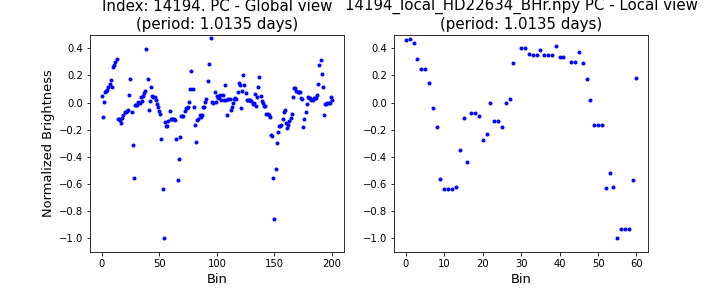 Index: 14194. PC - Global view
(period: 1.0135 days)
14194_local_HD22634_BHr.npy PC - Local view
(period: 1.0135 days)
Normalized Brightness
0.4
0.2
0.0
−0.2
−0.4
−0.6
−0.8
−1.0
0 50 100 150 200
Bin
0.4
0.2
0.0
−0.2
−0.4
−0.6
−0.8
−1.0
0 10 20 30 40 50 60
Bin